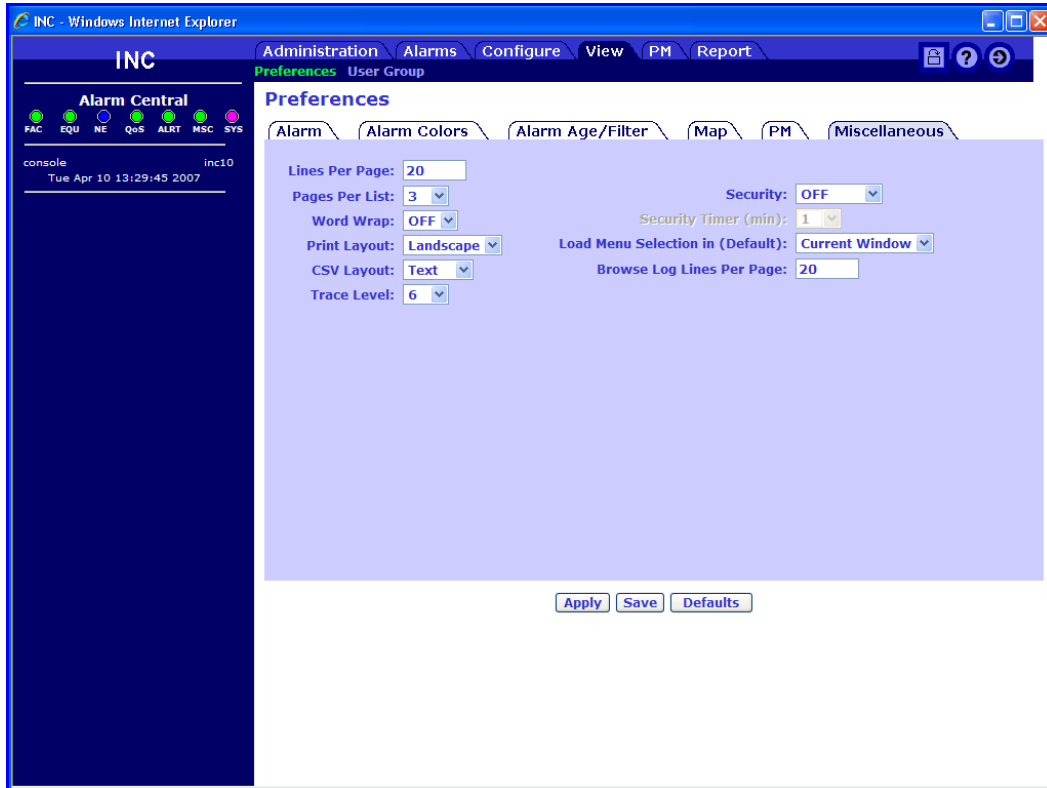 INC - Windows Internet Explorer
INC
Administration Alarms Configure View PM Report
Preferences User Group
Alarm Central
FAC EQU NE QoS ALRT MSC SYS
console inc10
Tue Apr 10 13:29:45 2007
Preferences
Alarm Alarm Colors Alarm Age/Filter Map PM Miscellaneous
Lines Per Page: 20
Pages Per List: 3 Security: OFF
Word Wrap: OFF Security Timer (min): 1
Print Layout: Landscape Load Menu Selection in (Default): Current Window
CSV Layout: Text Browse Log Lines Per Page: 20
Trace Level: 6
Apply Save Defaults